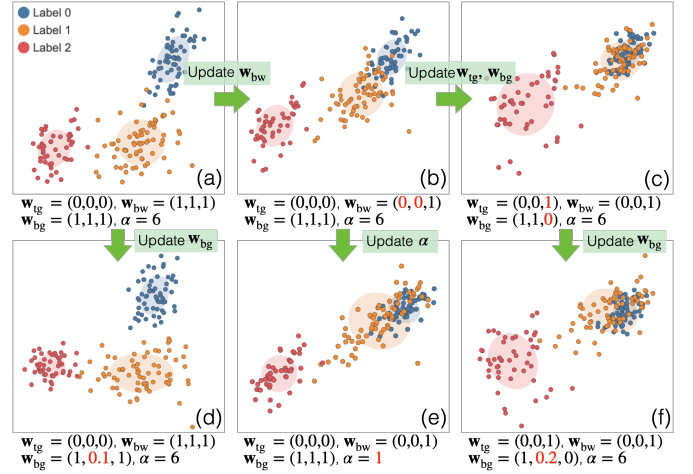 Label 0
Label 1
Label 2
Update w_bw
Update w_tg, w_bg
(a)
(b)
(c)
w_tg = (0,0,0), w_bw = (1,1,1)
w_bg = (1,1,1), α = 6
w_tg = (0,0,0), w_bw = (0, 0,1)
w_bg = (1,1,1), α = 6
w_tg = (0,0,1), w_bw = (0,0,1)
w_bg = (1,1,0), α = 6
Update w_bg
Update α
Update w_bg
(d)
(e)
(f)
w_tg = (0,0,0), w_bw = (1,1,1)
w_bg = (1, 0.1, 1), α = 6
w_tg = (0,0,0), w_bw = (0,0,1)
w_bg = (1,1,1), α = 1
w_tg = (0,0,1), w_bw = (0,0,1)
w_bg = (1, 0.2, 0), α = 6